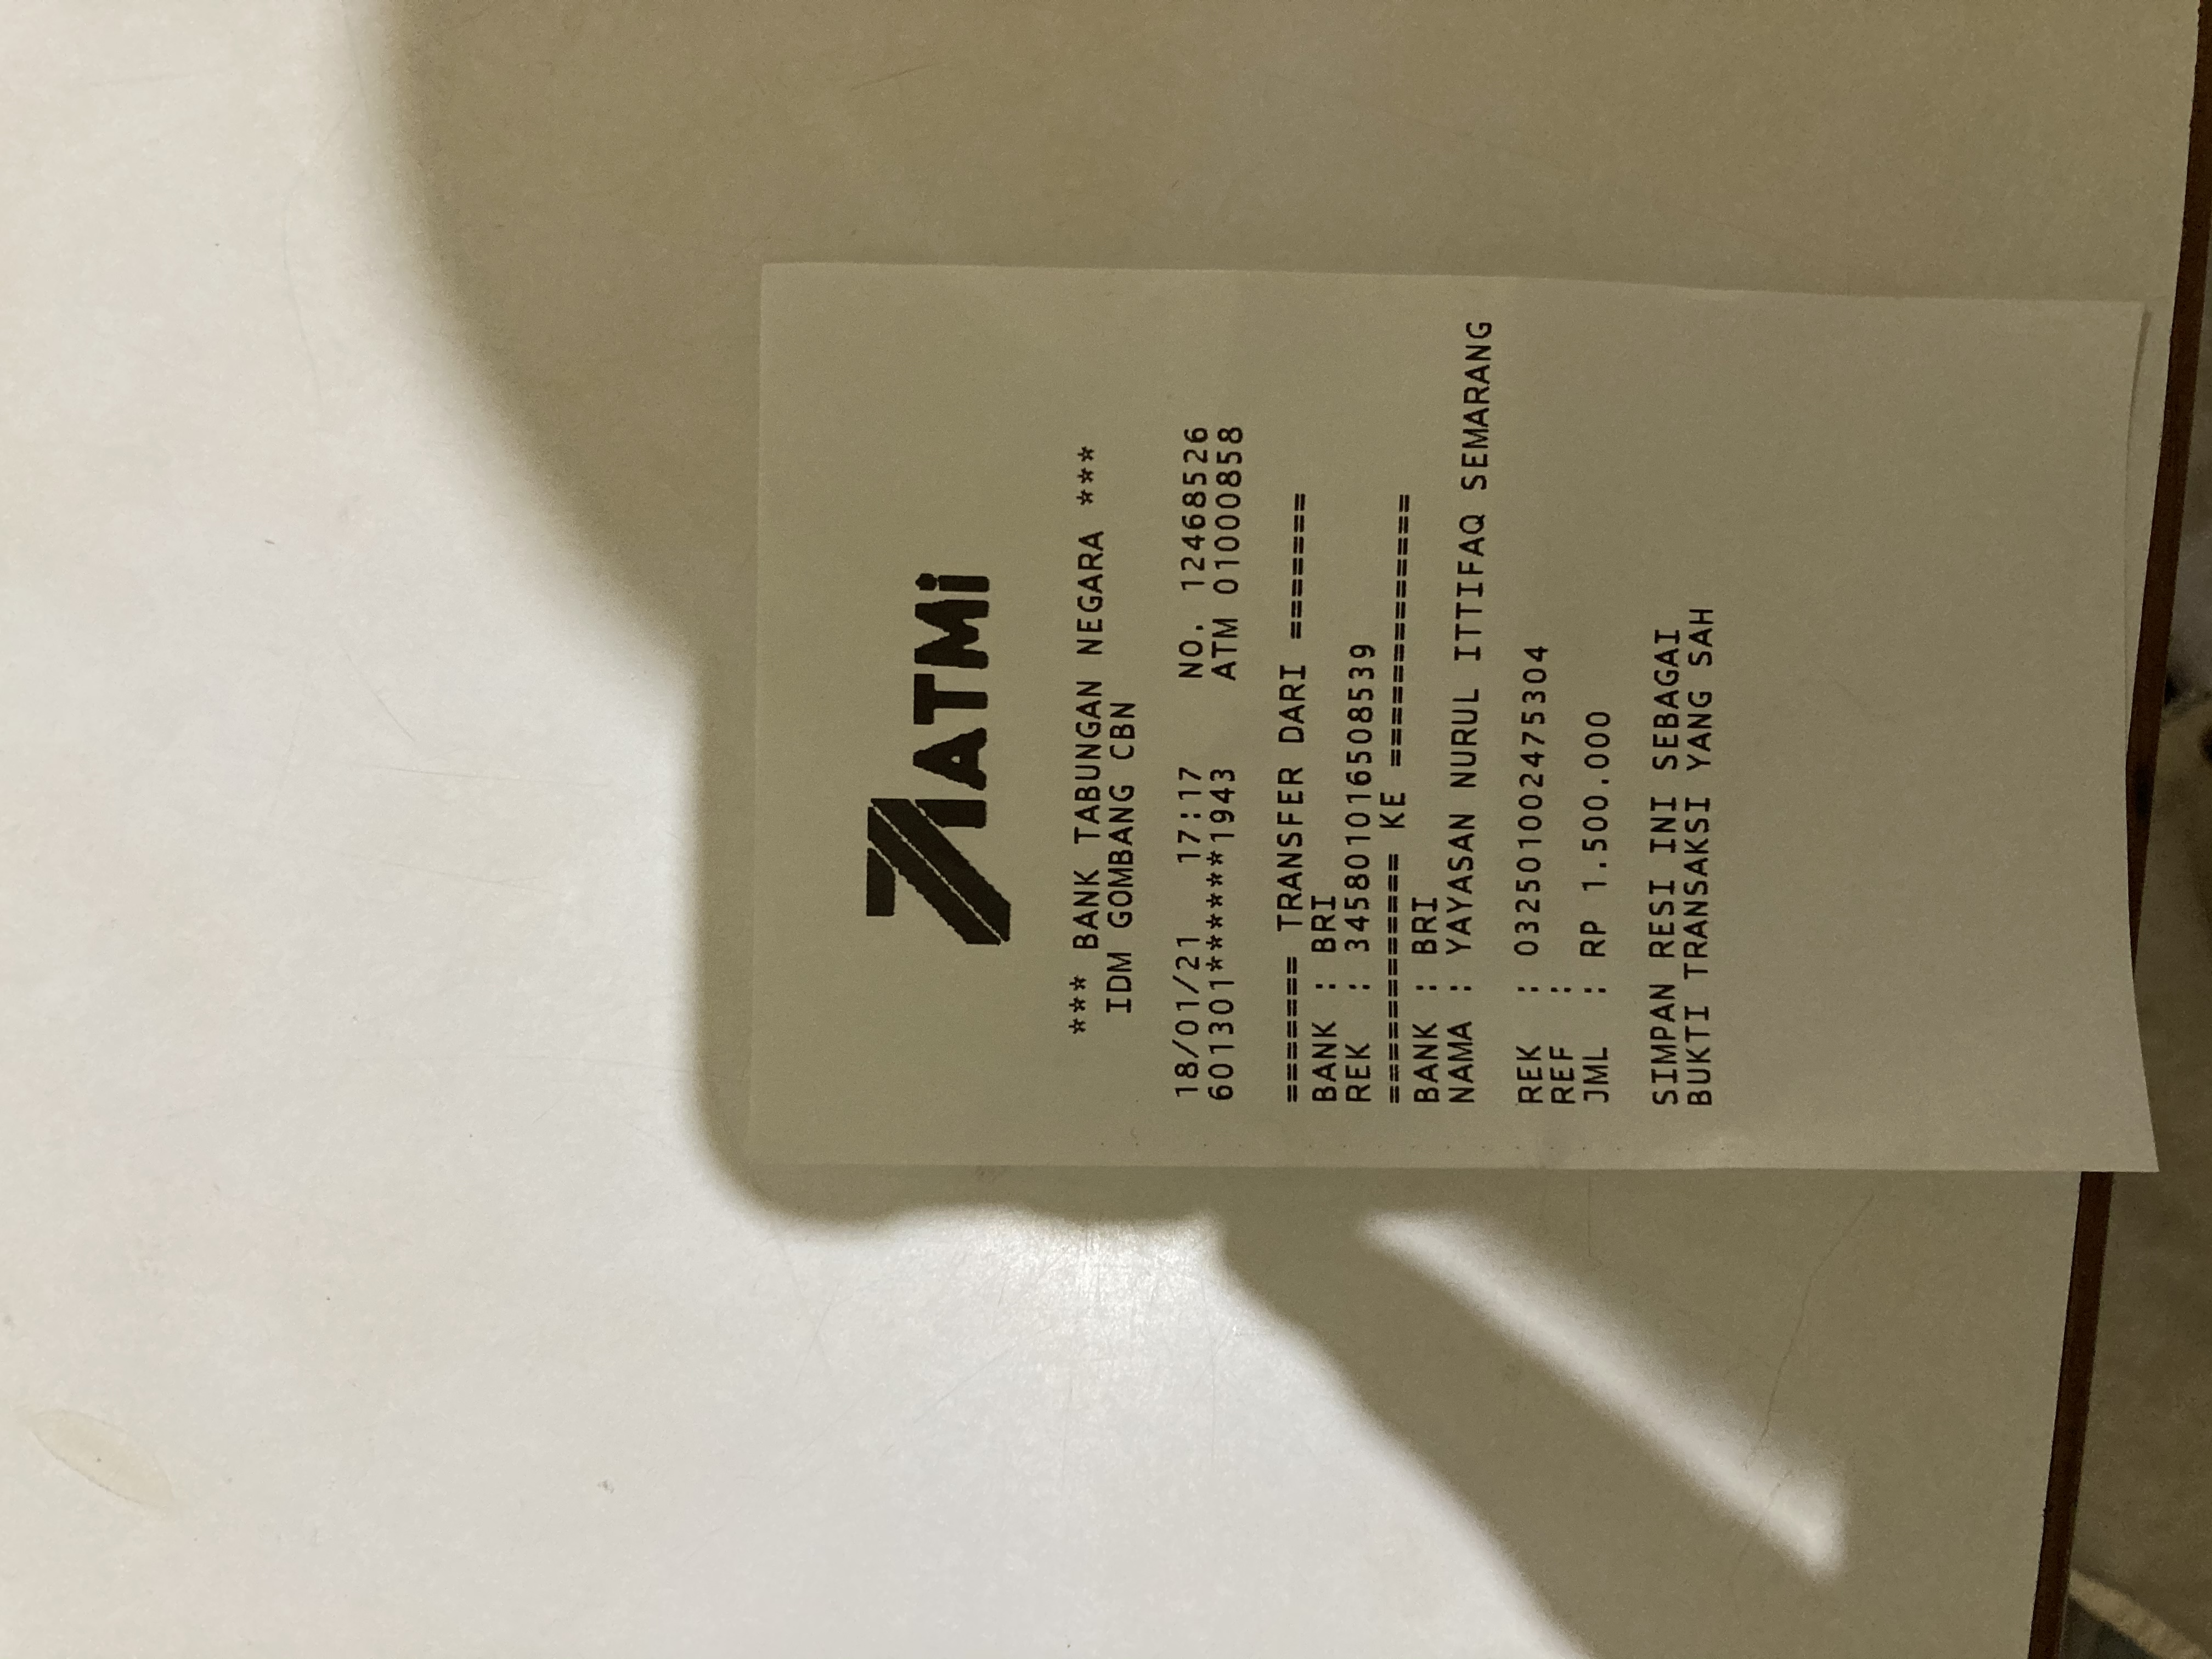 ATMi
*** BANK TABUNGAN NEGARA ***
IDM GOMBANG CBN
18/01/21 17:17 NO. 12468526
601301******1943 ATM 01000858
======= TRANSFER DARI =======
BANK : BRI
REK : 345801016508539
============ KE =============
BANK : BRI
NAMA : YAYASAN NURUL ITTIFAQ SEMARANG
REK : 032501002475304
REF :
JML : RP 1.500.000
SIMPAN RESI INI SEBAGAI
BUKTI TRANSAKSI YANG SAH